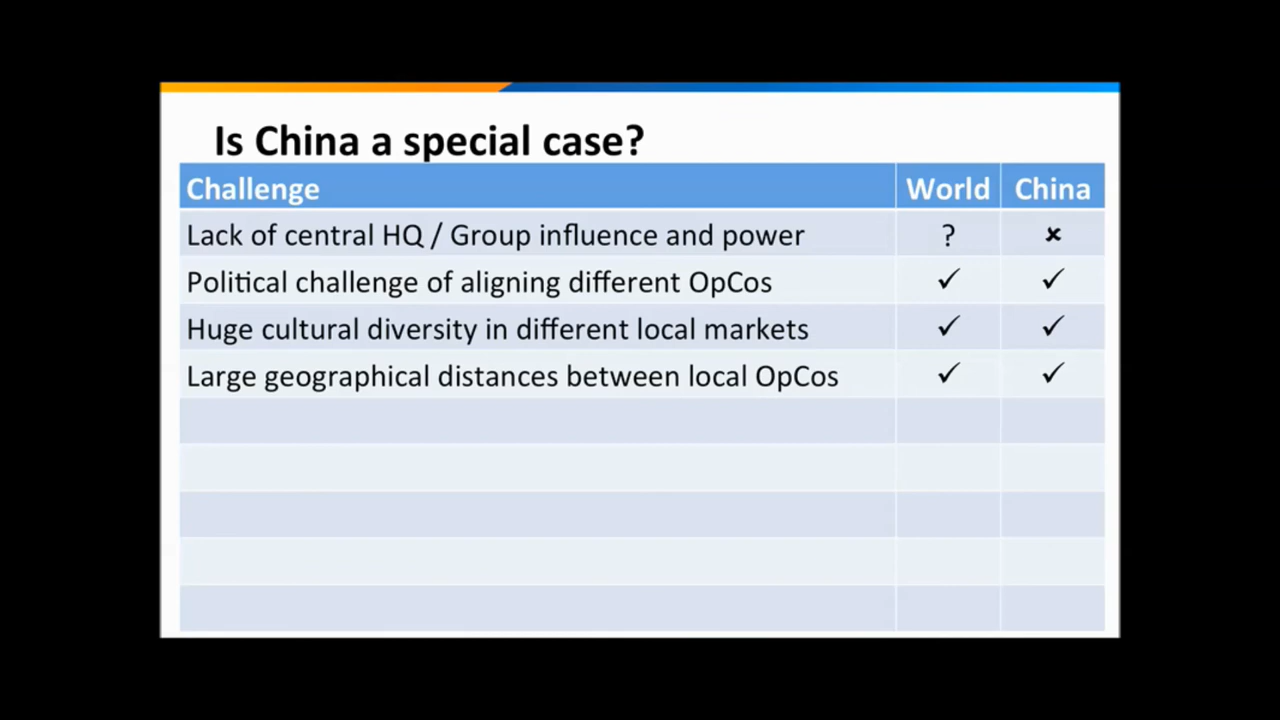 Is China a special case?
Challenge World China
Lack of central HQ / Group influence and power ? ×
Political challenge of aligning different OpCos ✓ ✓
Huge cultural diversity in different local markets ✓ ✓
Large geographical distances between local OpCos ✓ ✓